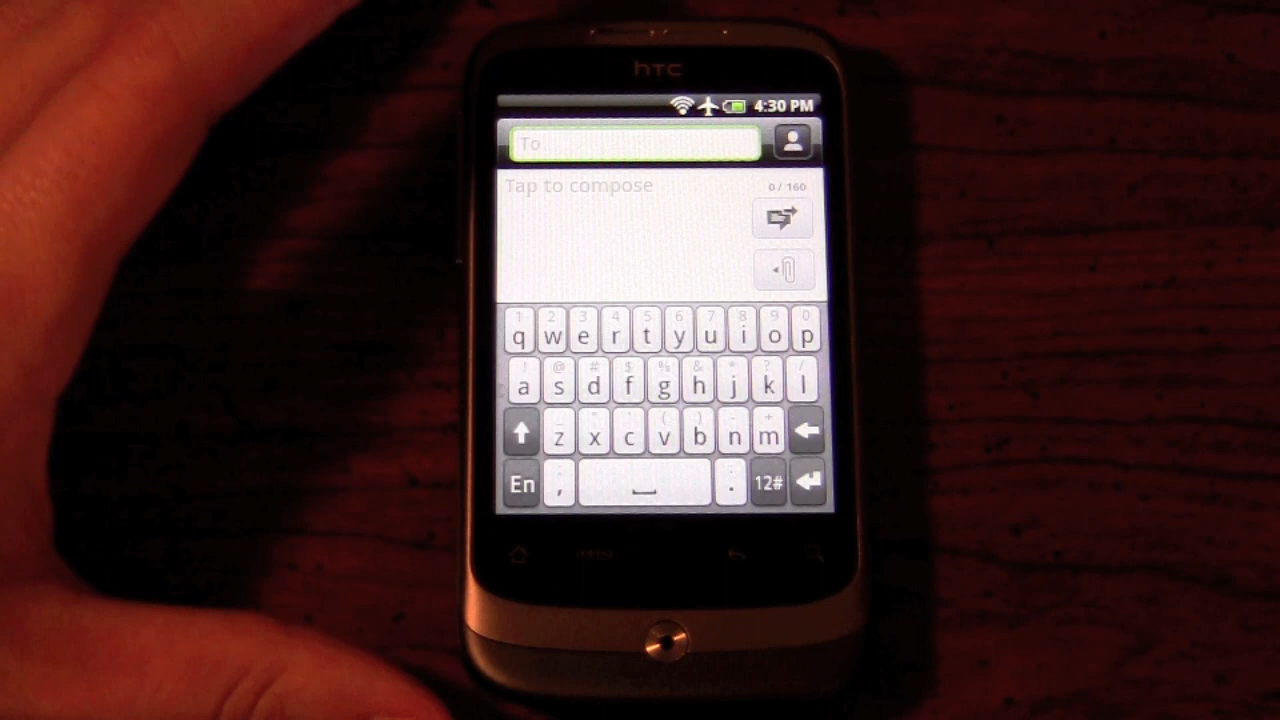 hTC
4:30 PM
To
Tap to compose
0 / 160
1 2 3 4 5 6 7 8 9 0
q w e r t y u i o p
! @ # $ % & * ? /
a s d f g h j k l
( ) - +
z x c v b n m
En , . 12#
menu